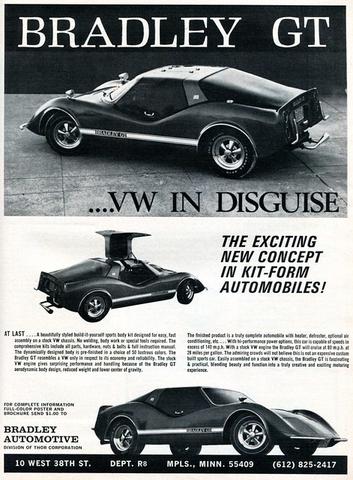 BRADLEY GT
BRADLEY GT
....VW IN DISGUISE
THE EXCITING
NEW CONCEPT
IN KIT-FORM
AUTOMOBILES!
AT LAST .... A beautifully styled build-it-yourself sports body kit designed for easy, fast
assembly on a stock VW chassis. No welding, body work or special tools required. The
comprehensive kits include all parts, hardware, nuts & bolts & full instruction manual.
The dynamically designed body is pre-finished in a choice of 50 lustrous colors. The
Bradley GT resembles a VW only in respect to its economy and reliability. The stock
VW engine gives surprising performance and handling because of the Bradley GT
aerodynamic body design, reduced weight and lower center of gravity.
The finished product is a truly complete automobile with heater, defroster, optional air
conditioning, etc.... With hi-performance power options, this car is capable of speeds in
excess of 140 m.p.h. With a stock VW engine the Bradley GT will cruise at 80 m.p.h. at
28 miles per gallon. The admiring crowds will not believe this is not an expensive custom
built sports car. Easily assembled on a stock VW chassis, the Bradley GT is fascinating
& practical, blending beauty and function into a truly creative and exciting motoring
experience.
FOR COMPLETE INFORMATION
FULL-COLOR POSTER AND
BROCHURE SEND $1.00 TO
BRADLEY
AUTOMOTIVE
DIVISION OF THOR CORPORATION
BRADLEY GT
10 WEST 38TH ST. DEPT. R8 MPLS., MINN. 55409 (612) 825-2417